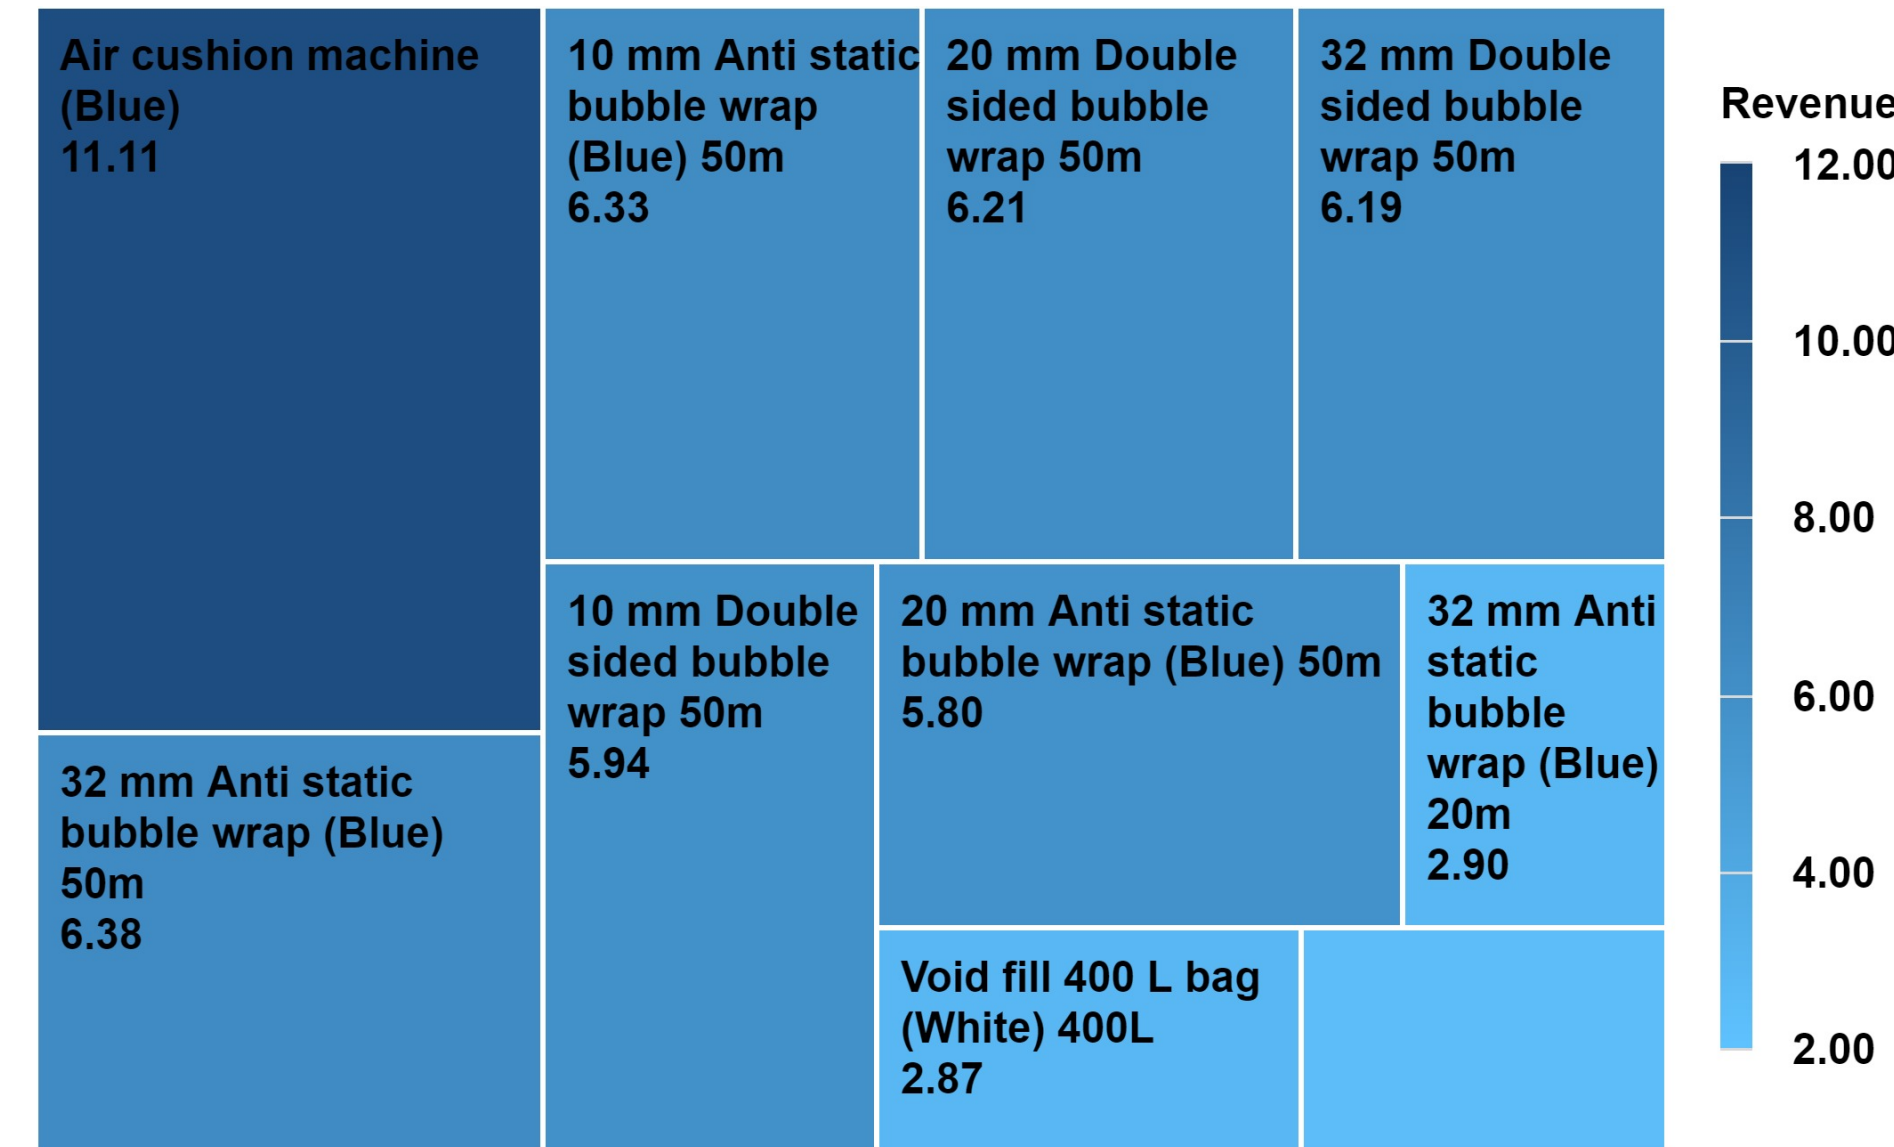 Air cushion machine
(Blue)
11.11
10 mm Anti static
bubble wrap
(Blue) 50m
6.33
20 mm Double
sided bubble
wrap 50m
6.21
32 mm Double
sided bubble
wrap 50m
6.19
32 mm Anti static
bubble wrap (Blue)
50m
6.38
10 mm Double
sided bubble
wrap 50m
5.94
20 mm Anti static
bubble wrap (Blue) 50m
5.80
32 mm Anti
static
bubble
wrap (Blue)
20m
2.90
Void fill 400 L bag
(White) 400L
2.87
Revenue
12.00
10.00
8.00
6.00
4.00
2.00